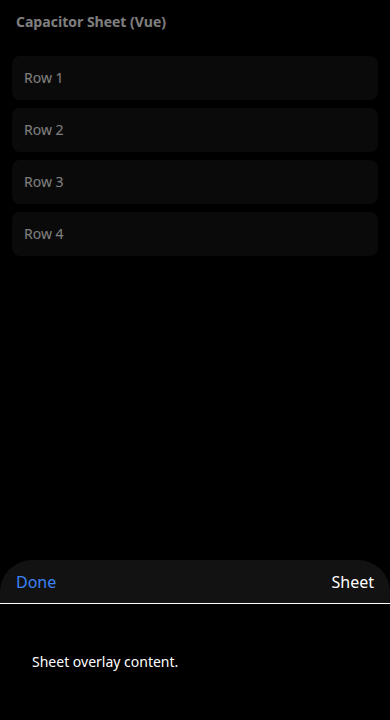 Capacitor Sheet (Vue)
Row 1
Row 2
Row 3
Row 4
Done Sheet
Sheet overlay content.